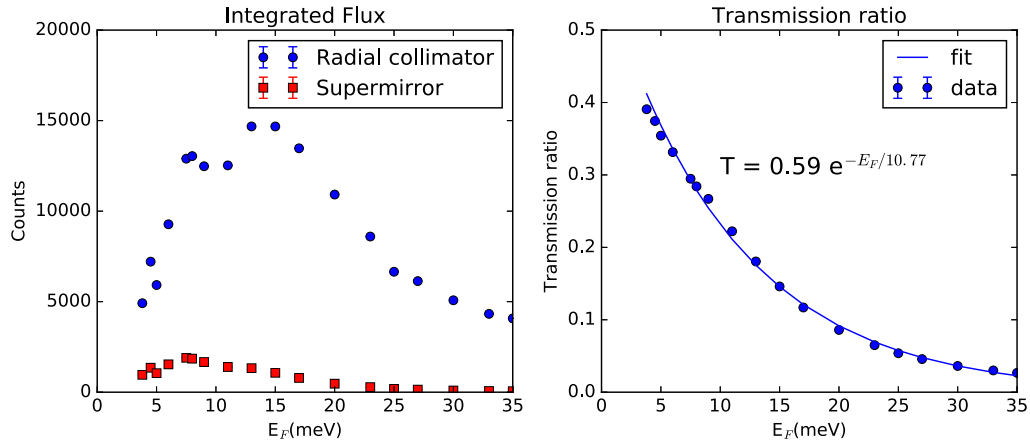 Integrated Flux
20000
15000
10000
5000
0
Counts
Radial collimator
Supermirror
0 5 10 15 20 25 30 35
E_F(meV)
Transmission ratio
0.5
0.4
0.3
0.2
0.1
0.0
Transmission ratio
fit
data
T = 0.59 e^{-E_F/10.77}
0 5 10 15 20 25 30 35
E_F(meV)